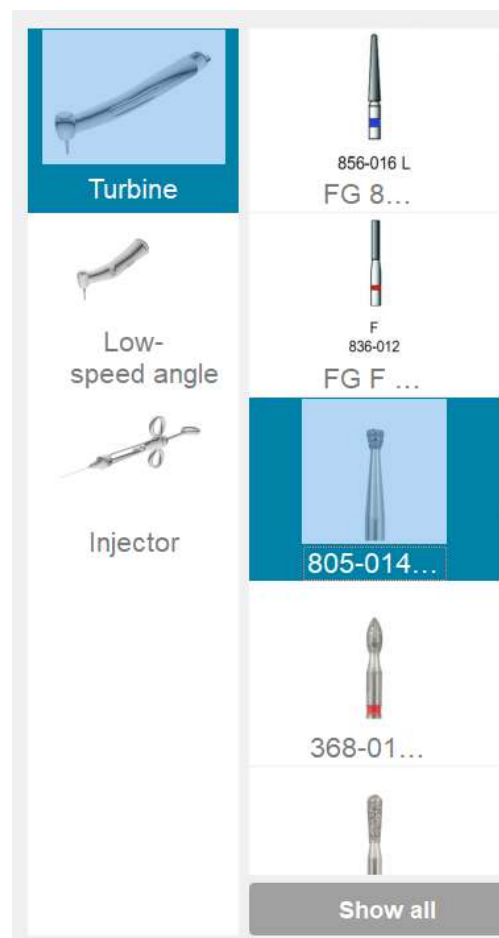 Turbine
Low-
speed angle
Injector
856-016 L
FG 8...
F
836-012
FG F ...
805-014...
368-01...
Show all